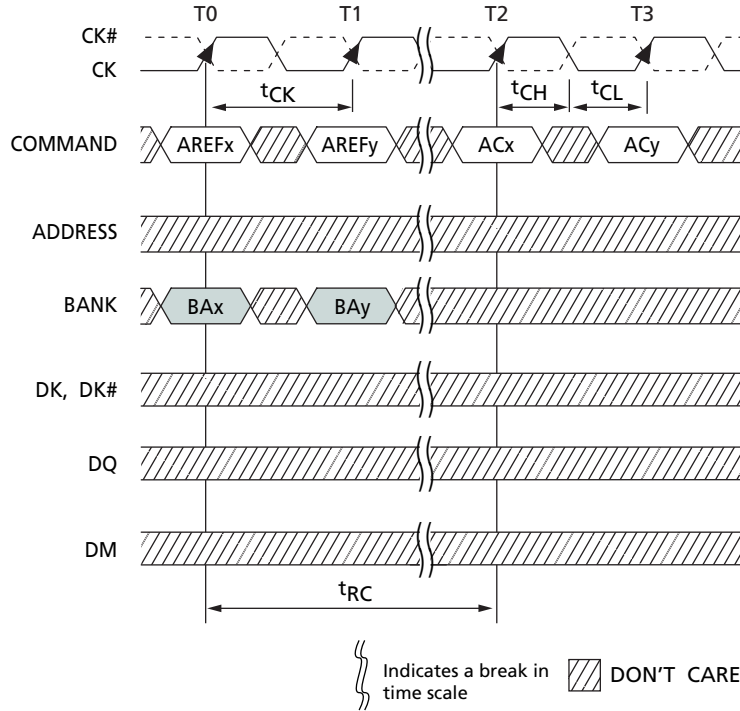 T0 T1 T2 T3
CK#
CK
tCK tCH tCL
COMMAND AREFx AREFy ACx ACy
ADDRESS
BANK BAx BAy
DK, DK#
DQ
DM
tRC
Indicates a break in
time scale
DON'T CARE